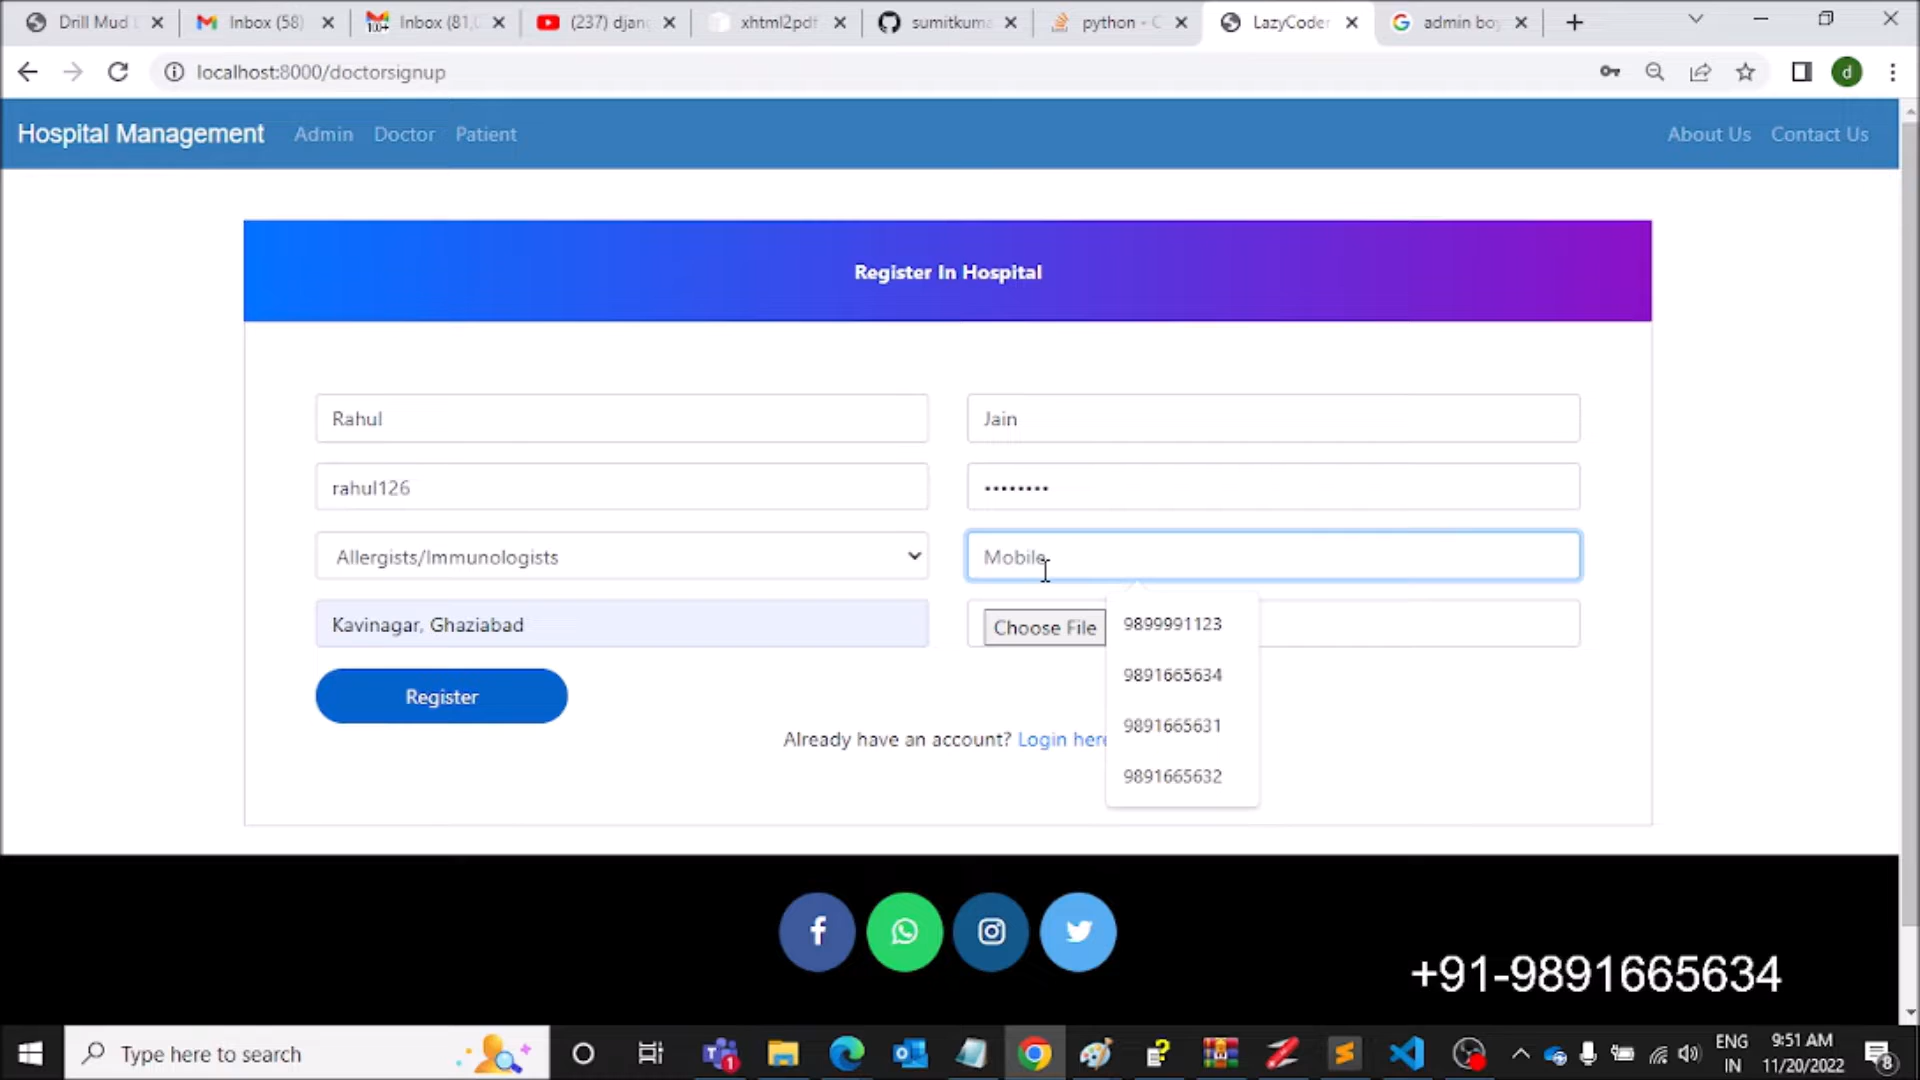 Drill Mud
Inbox (58)
Inbox (81,
(237) djan
xhtml2pdf
sumitkum
python - C
LazyCoder
admin bo
localhost:8000/doctorsignup
d
Hospital Management
Admin
Doctor
Patient
About Us
Contact Us
Register In Hospital
Rahul
Jain
rahul126
••••••••
Allergists/Immunologists
Mobile
Kavinagar, Ghaziabad
Choose File
9899991123
9891665634
9891665631
9891665632
Register
Already have an account? Login here
+91-9891665634
Type here to search
ENG
IN
9:51 AM
11/20/2022
8